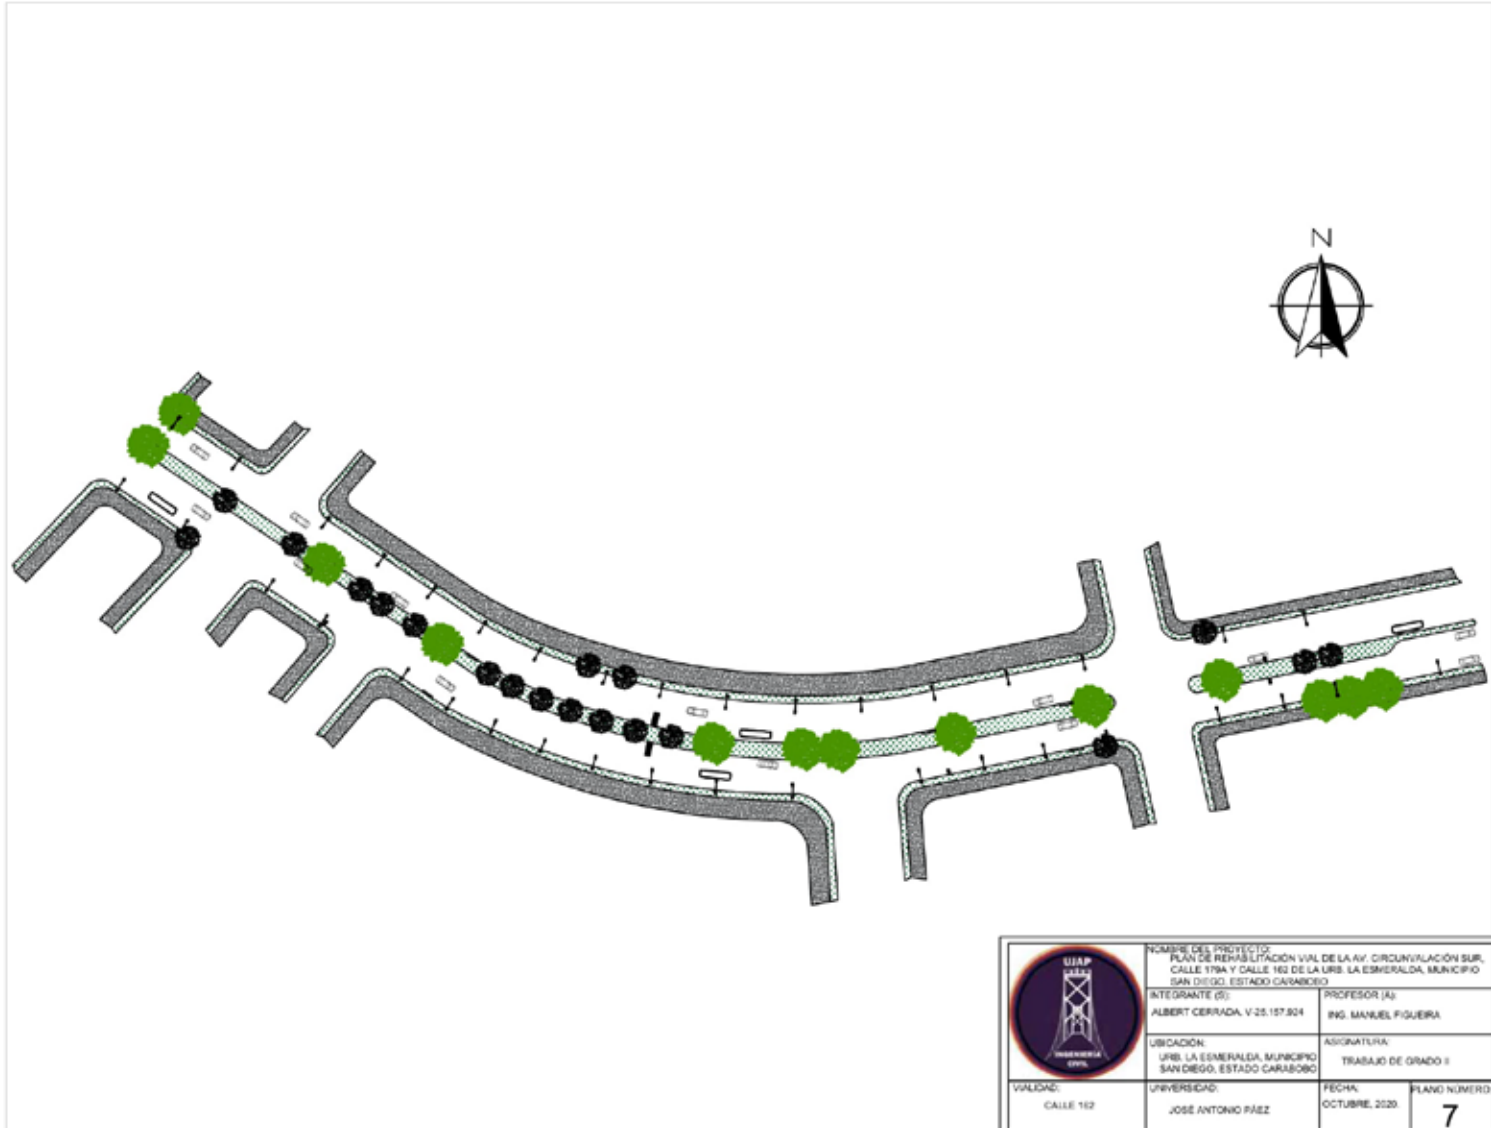 N
UJAP
INGENIERÍA
CIVIL
NOMBRE DEL PROYECTO:
PLAN DE REHABILITACIÓN VIAL DE LA AV. CIRCUNVALACIÓN SUR,
CALLE 179A Y CALLE 162 DE LA URB. LA ESMERALDA, MUNICIPIO
SAN DIEGO, ESTADO CARABOBO
INTEGRANTE (S):
ALBERT CERRADA. V-25.157.924
PROFESOR (A):
ING. MANUEL FIGUEIRA
UBICACIÓN:
URB. LA ESMERALDA, MUNICIPIO
SAN DIEGO, ESTADO CARABOBO
ASIGNATURA:
TRABAJO DE GRADO II
VIALIDAD:
CALLE 162
UNIVERSIDAD:
JOSÉ ANTONIO PÁEZ
FECHA:
OCTUBRE, 2020.
PLANO NÚMERO:
7